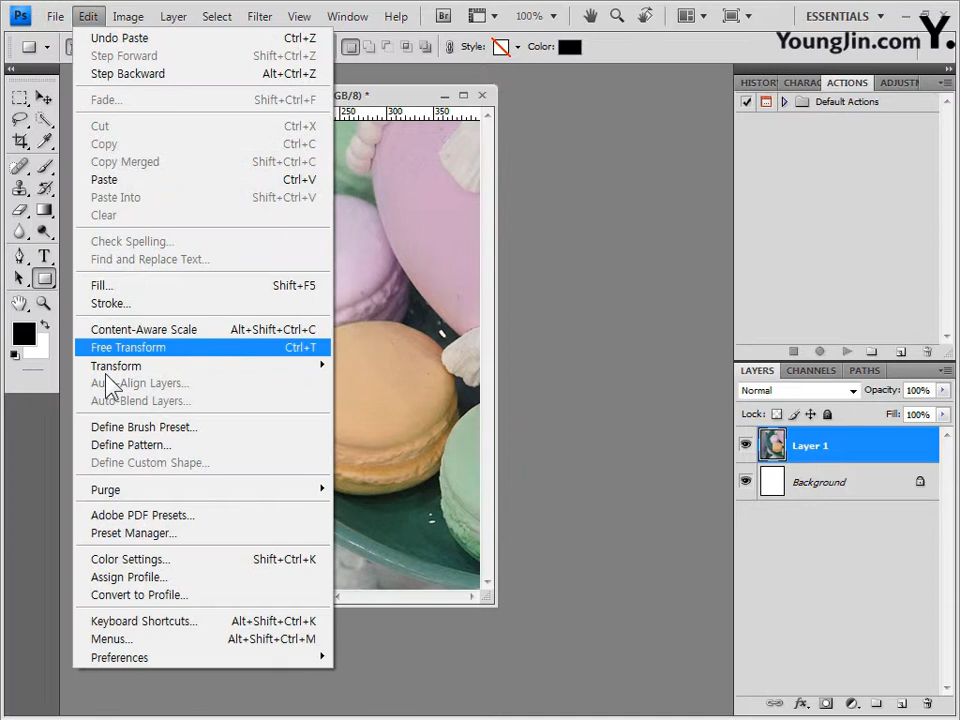 Ps File Edit Image Layer Select Filter View Window Help Br 100% ESSENTIALS
YoungJin.com Y.
Style: Color:
Undo Paste Ctrl+Z
Step Forward Shift+Ctrl+Z
Step Backward Alt+Ctrl+Z
Fade... Shift+Ctrl+F
Cut Ctrl+X
Copy Ctrl+C
Copy Merged Shift+Ctrl+C
Paste Ctrl+V
Paste Into Shift+Ctrl+V
Clear
Check Spelling...
Find and Replace Text...
Fill... Shift+F5
Stroke...
Content-Aware Scale Alt+Shift+Ctrl+C
Free Transform Ctrl+T
Transform
Auto-Align Layers...
Auto-Blend Layers...
Define Brush Preset...
Define Pattern...
Define Custom Shape...
Purge
Adobe PDF Presets...
Preset Manager...
Color Settings... Shift+Ctrl+K
Assign Profile...
Convert to Profile...
Keyboard Shortcuts... Alt+Shift+Ctrl+K
Menus... Alt+Shift+Ctrl+M
Preferences
GB/8) *
250 300 350
HISTOR CHARAC ACTIONS ADJUSTI
Default Actions
LAYERS CHANNELS PATHS
Normal Opacity: 100%
Lock: Fill: 100%
Layer 1
Background